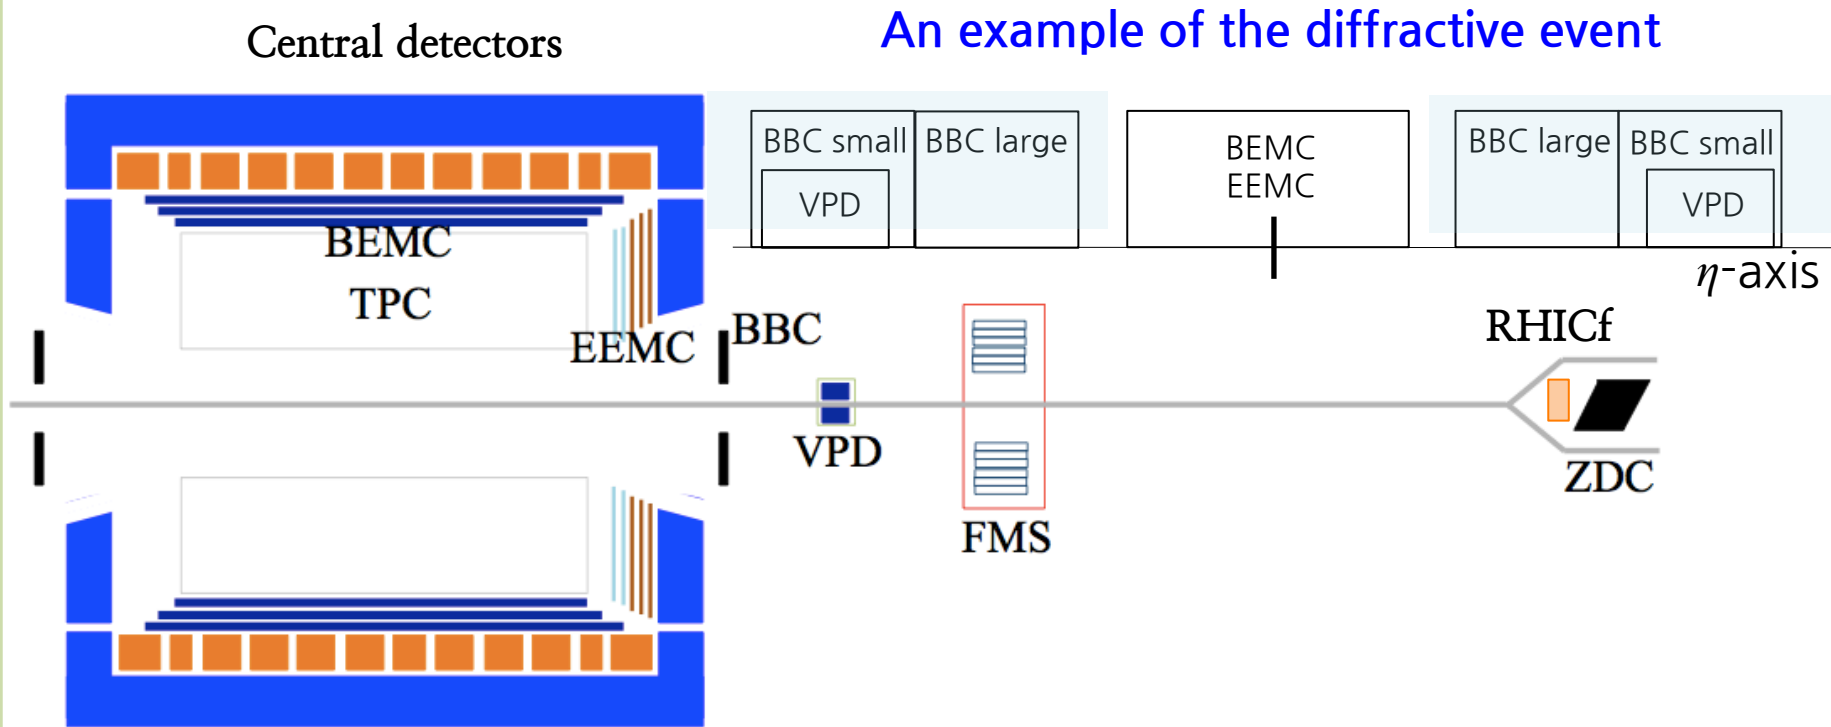 Central detectors
An example of the diffractive event
BBC small
BBC large
VPD
BEMC
EEMC
BBC large
BBC small
VPD
η-axis
BEMC
TPC
EEMC
BBC
VPD
FMS
RHICf
ZDC